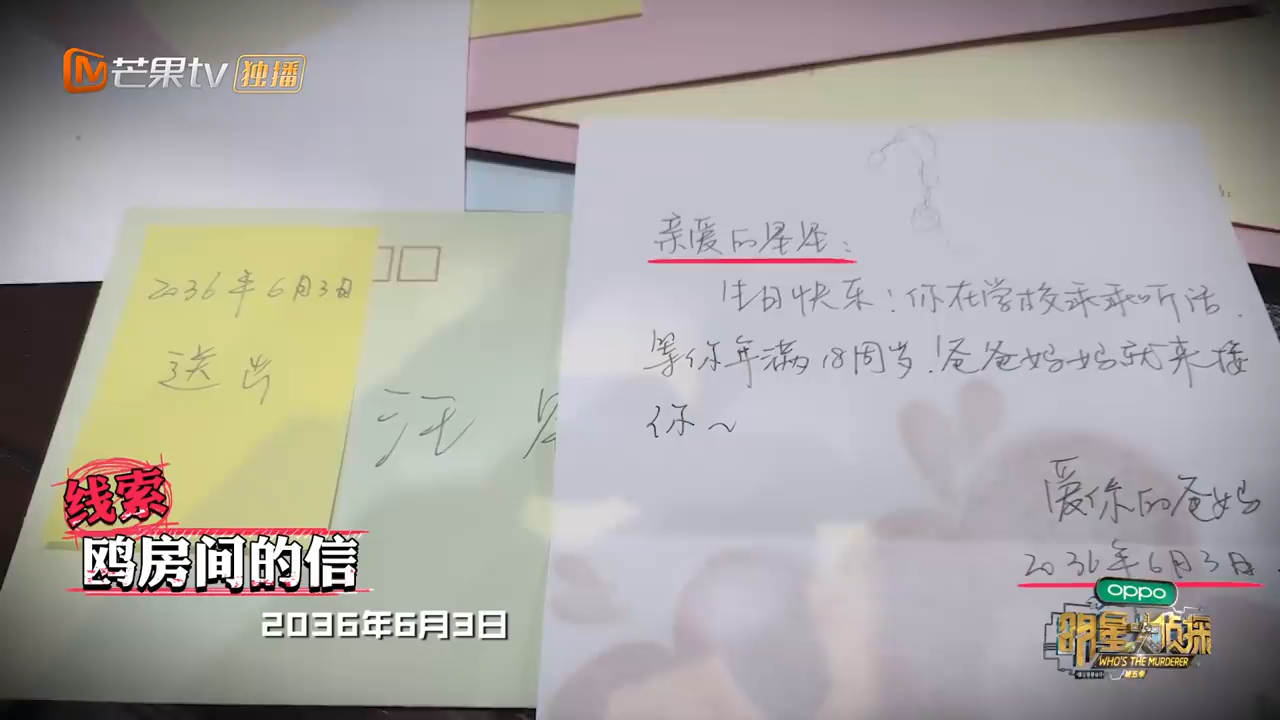 芒果tv 独播
2036年6月3日
送出
汪
亲爱的星星:
生日快乐!你在学校乖乖听话,
等你年满18周岁!爸爸妈妈就来接
你~
爱你的爸妈
2036年6月3日.
线索
鸥房间的信
2036年6月3日
oppo
明星大侦探
WHO'S THE MURDERER
第五季